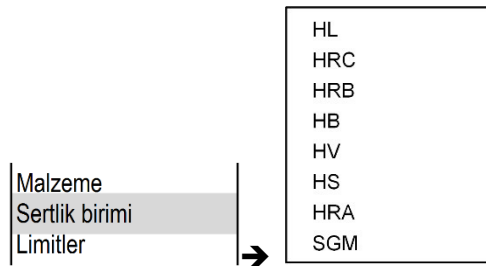 Malzeme
Sertlik birimi
Limitler
➔
HL
HRC
HRB
HB
HV
HS
HRA
SGM